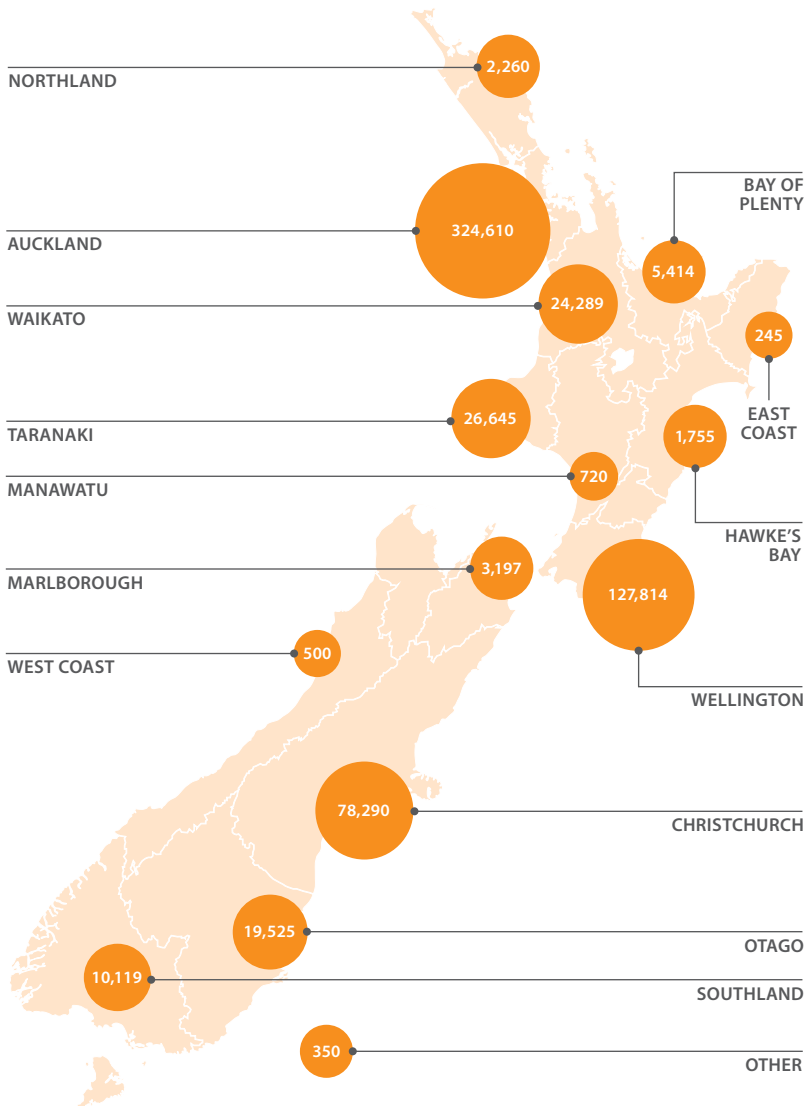 2,260
NORTHLAND
BAY OF
PLENTY
324,610
AUCKLAND
5,414
24,289
WAIKATO
245
EAST
COAST
26,645
TARANAKI
1,755
720
MANAWATU
HAWKE'S
BAY
3,197
MARLBOROUGH
127,814
500
WEST COAST
WELLINGTON
78,290
CHRISTCHURCH
19,525
OTAGO
10,119
SOUTHLAND
350
OTHER